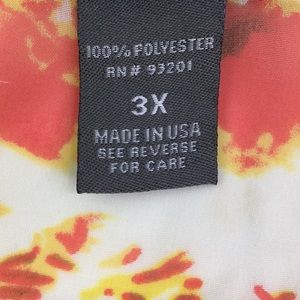 100% POLYESTER
RN# 93201
3X
MADE IN USA
SEE REVERSE
FOR CARE